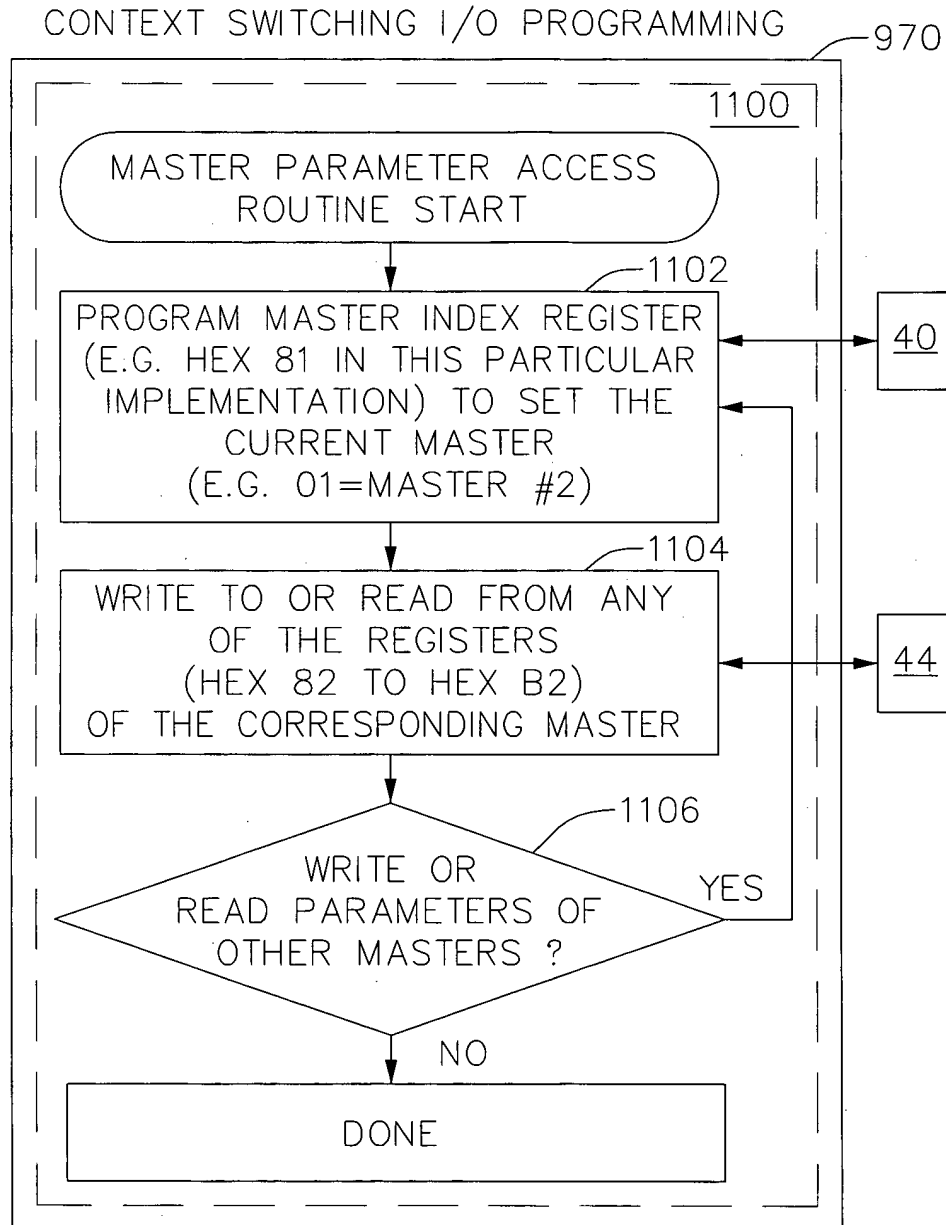 CONTEXT SWITCHING I/O PROGRAMMING
970
1100
MASTER PARAMETER ACCESS
ROUTINE START
1102
PROGRAM MASTER INDEX REGISTER
(E.G. HEX 81 IN THIS PARTICULAR
IMPLEMENTATION) TO SET THE
CURRENT MASTER
(E.G. 01=MASTER #2)
40
1104
WRITE TO OR READ FROM ANY
OF THE REGISTERS
(HEX 82 TO HEX B2)
OF THE CORRESPONDING MASTER
44
1106
WRITE OR
READ PARAMETERS OF
OTHER MASTERS ?
YES
NO
DONE